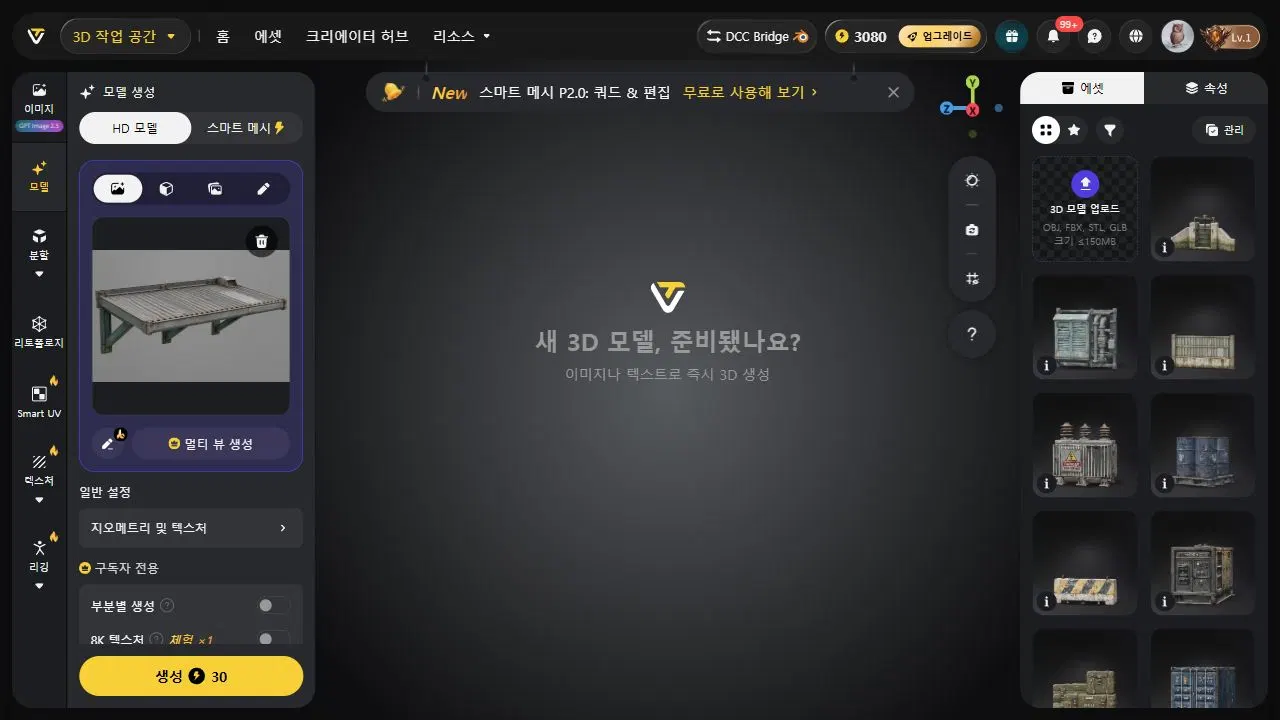 3D 작업 공간
홈
에셋
크리에이터 허브
리소스
DCC Bridge
3080
업그레이드
99+
Lv.1
이미지
GPT Image 2.5
모델
분할
리토폴로지
Smart UV
텍스처
리깅
모델 생성
HD 모델
스마트 메시
멀티 뷰 생성
일반 설정
지오메트리 및 텍스처
구독자 전용
부분별 생성
8K 텍스처 체험 ×1
생성 30
New 스마트 메시 P2.0: 쿼드 & 편집 무료로 사용해 보기 ›
Y
Z
X
?
새 3D 모델, 준비됐나요?
이미지나 텍스트로 즉시 3D 생성
에셋
속성
관리
3D 모델 업로드
OBJ, FBX, STL, GLB
크기 ≤150MB